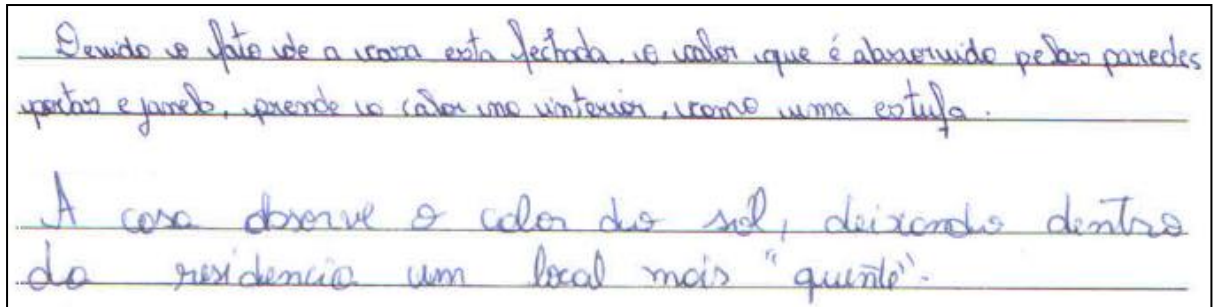 Devido o fato de a casa esta fechada. o calor que é absorvido pelas paredes
portas e janela, prende o calor no interior, como uma estufa.
A casa absorve o calor do sol, deixando dentro
da residencia um local mais "quente".